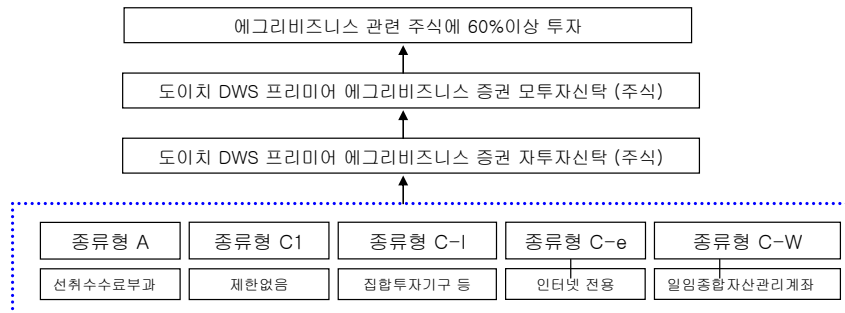 에그리비즈니스 관련 주식에 60%이상 투자
도이치 DWS 프리미어 에그리비즈니스 증권 모투자신탁 (주식)
도이치 DWS 프리미어 에그리비즈니스 증권 자투자신탁 (주식)
종류형 A 종류형 C1 종류형 C-I 종류형 C-e 종류형 C-W
선취수수료부과 제한없음 집합투자기구 등 인터넷 전용 일임종합자산관리계좌